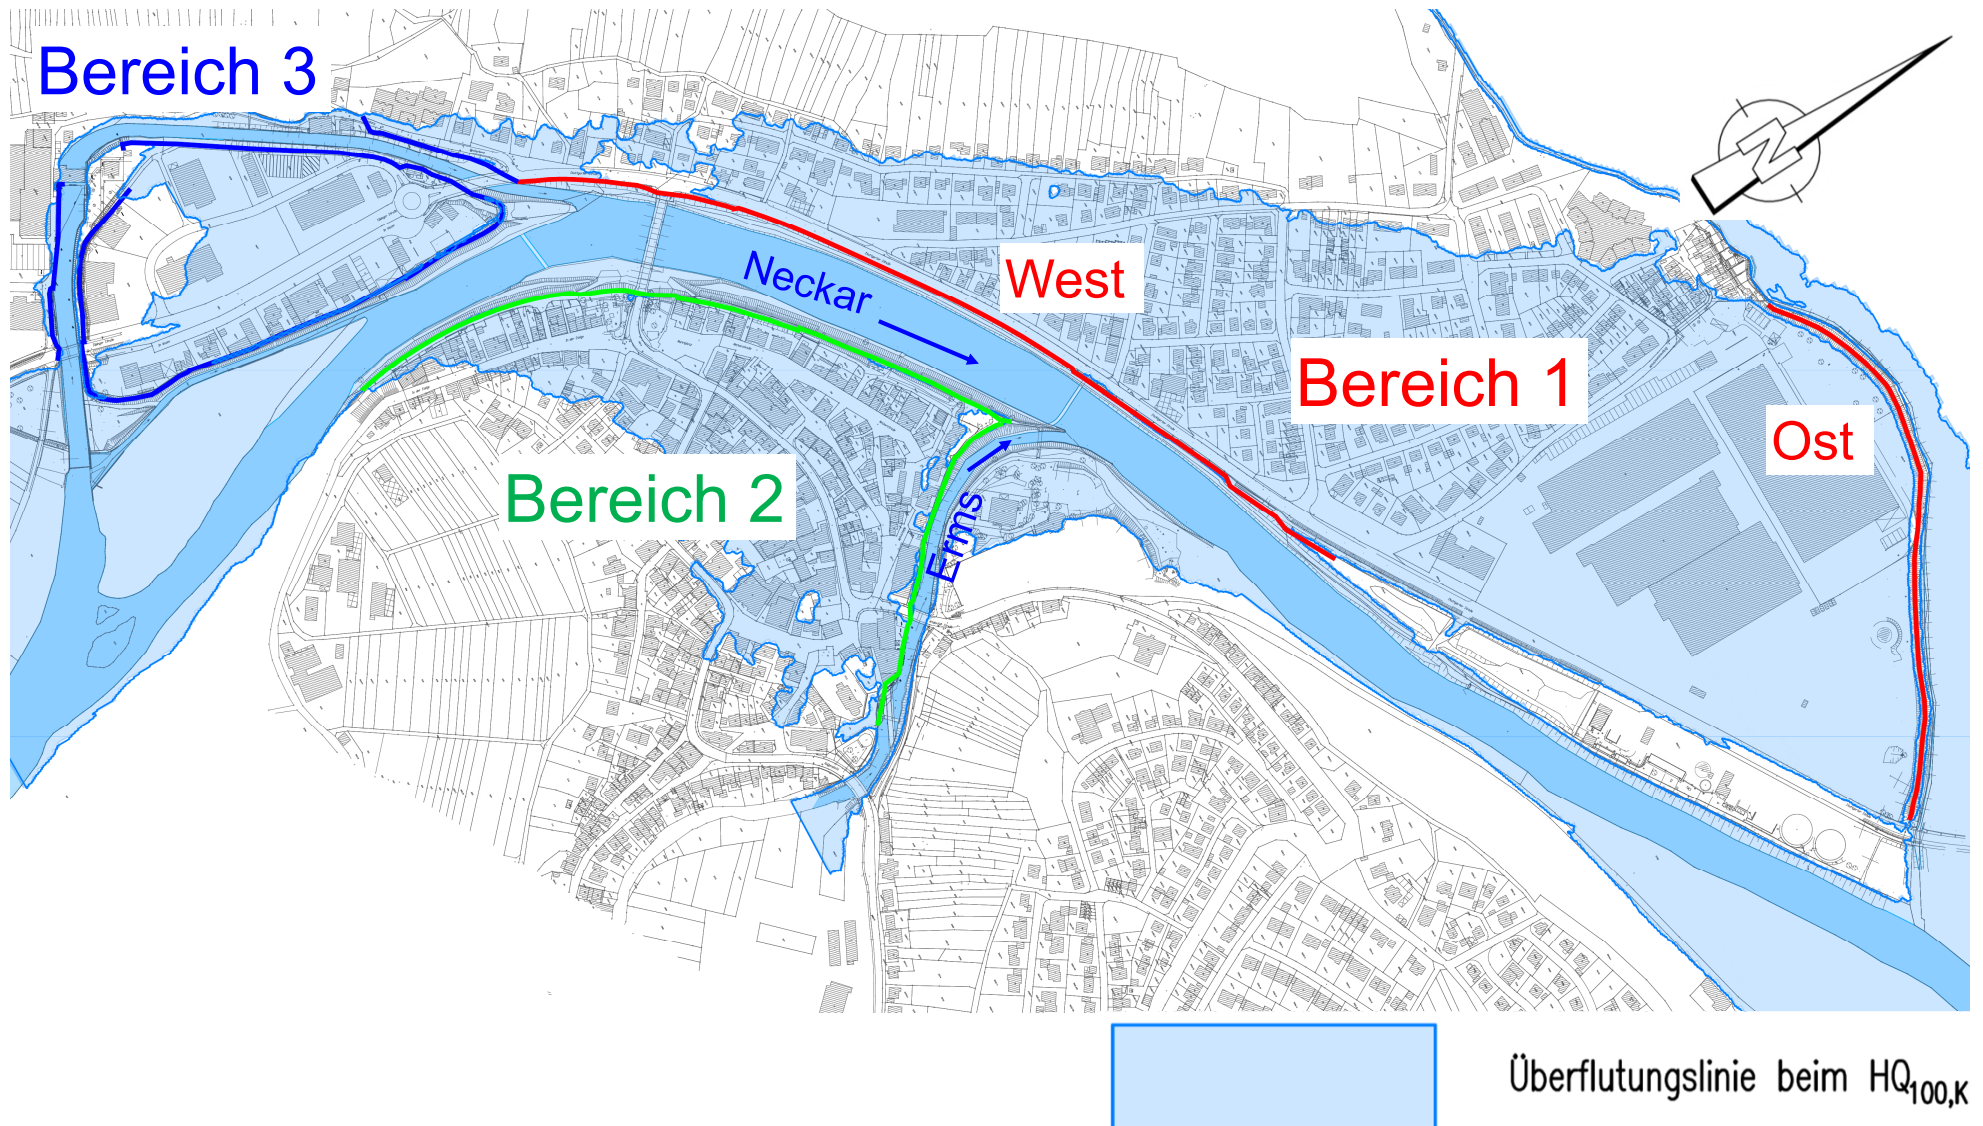 Bereich 3
N
Neckar
West
Bereich 1
Ost
Bereich 2
Erms
Überflutungslinie beim HQ100,K